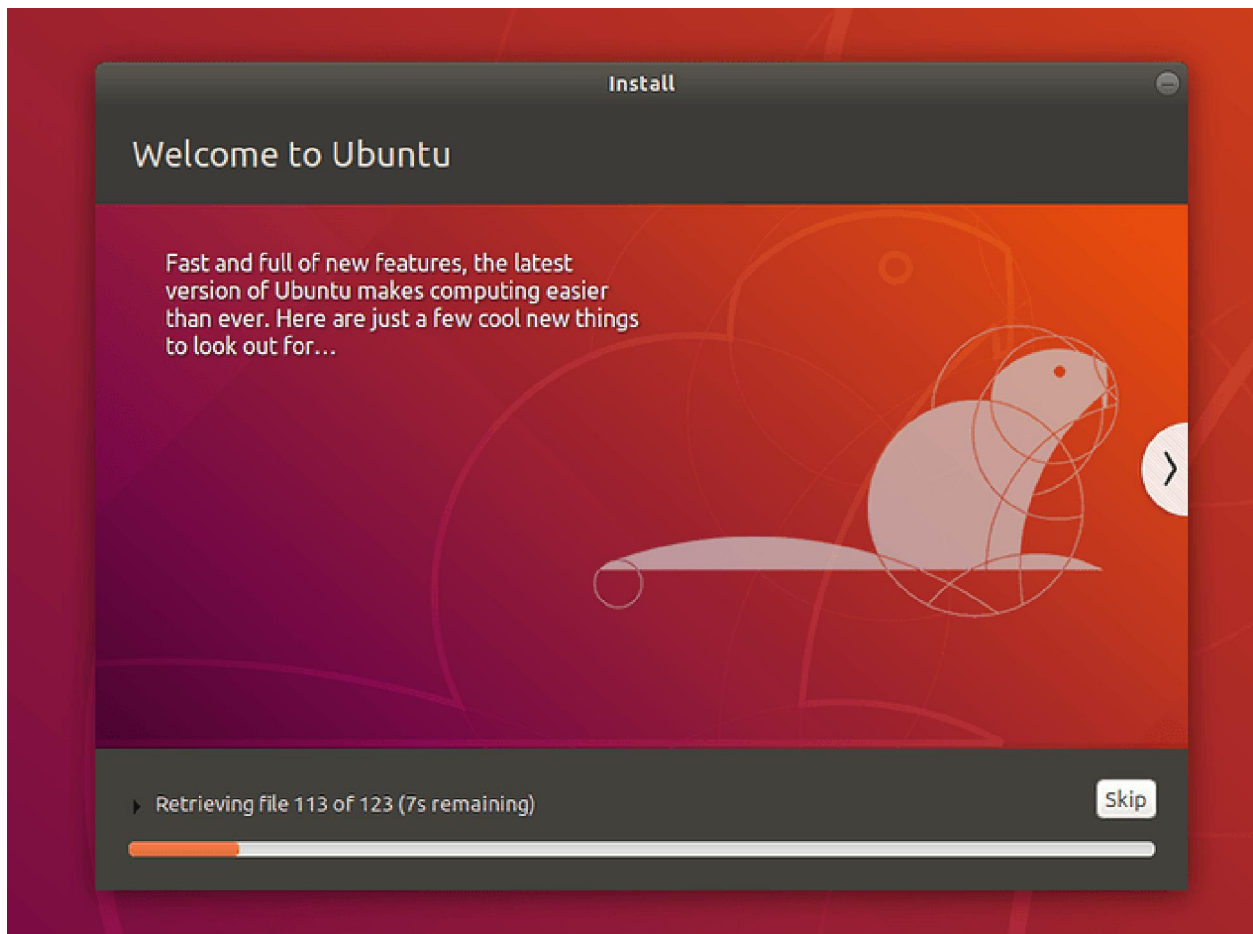 Install
Welcome to Ubuntu
Fast and full of new features, the latest
version of Ubuntu makes computing easier
than ever. Here are just a few cool new things
to look out for…
Retrieving file 113 of 123 (7s remaining)
Skip